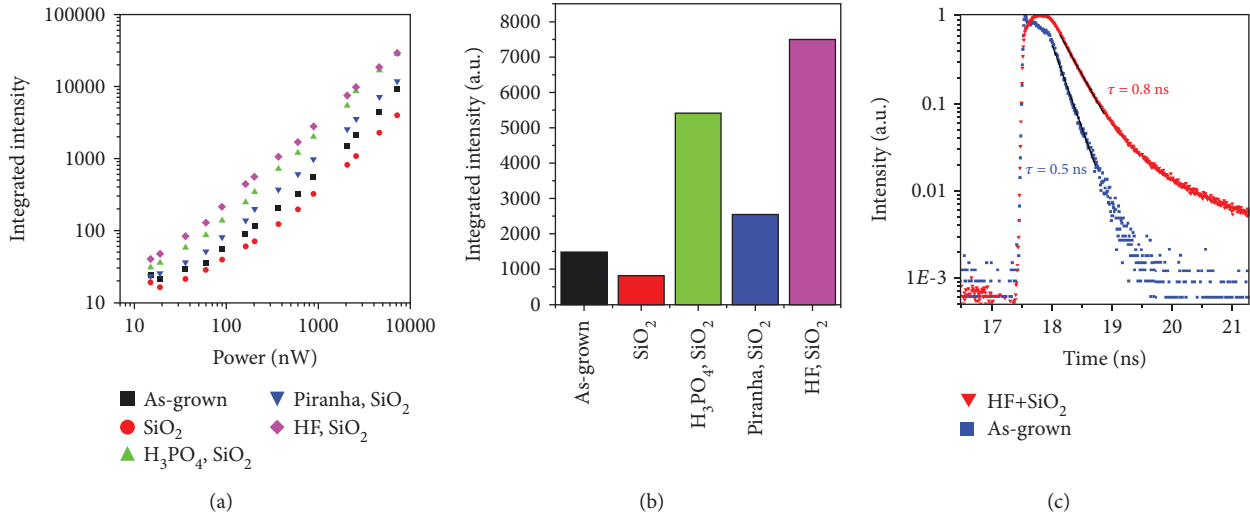 100000
10000
1000
100
10
Integrated intensity
10
100
1000
10000
Power (nW)
As-grown
SiO₂
H₃PO₄, SiO₂
Piranha, SiO₂
HF, SiO₂
(a)
8000
7000
6000
5000
4000
3000
2000
1000
0
Integrated intensity (a.u.)
As-grown
SiO₂
H₃PO₄, SiO₂
Piranha, SiO₂
HF, SiO₂
(b)
1
0.1
0.01
1E-3
Intensity (a.u.)
τ = 0.8 ns
τ = 0.5 ns
17
18
19
20
21
Time (ns)
HF+SiO₂
As-grown
(c)